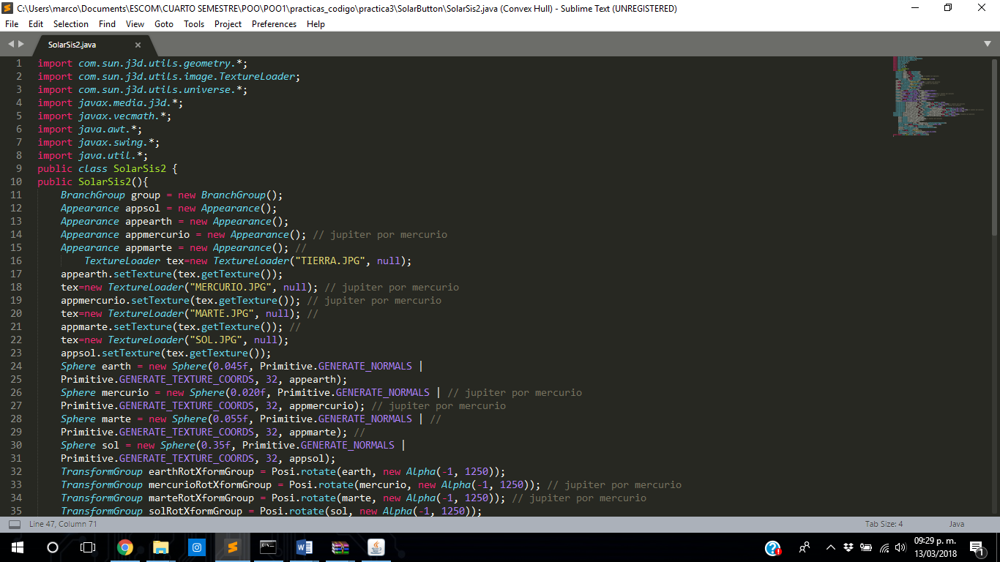 C:\Users\marco\Documents\ESCOM\CUARTO SEMESTRE\POO\POO1\practicas_codigo\practica3\SolarButton\SolarSis2.java (Convex Hull) - Sublime Text (UNREGISTERED)
File Edit Selection Find View Goto Tools Project Preferences Help
SolarSis2.java
1 import com.sun.j3d.utils.geometry.*;
2 import com.sun.j3d.utils.image.TextureLoader;
3 import com.sun.j3d.utils.universe.*;
4 import javax.media.j3d.*;
5 import javax.vecmath.*;
6 import java.awt.*;
7 import javax.swing.*;
8 import java.util.*;
9 public class SolarSis2 {
10 public SolarSis2(){
11 BranchGroup group = new BranchGroup();
12 Appearance appsol = new Appearance();
13 Appearance appearth = new Appearance();
14 Appearance appmercurio = new Appearance(); // jupiter por mercurio
15 Appearance appmarte = new Appearance(); //
16 TextureLoader tex=new TextureLoader("TIERRA.JPG", null);
17 appearth.setTexture(tex.getTexture());
18 tex=new TextureLoader("MERCURIO.JPG", null); // jupiter por mercurio
19 appmercurio.setTexture(tex.getTexture()); // jupiter por mercurio
20 tex=new TextureLoader("MARTE.JPG", null); //
21 appmarte.setTexture(tex.getTexture()); //
22 tex=new TextureLoader("SOL.JPG", null);
23 appsol.setTexture(tex.getTexture());
24 Sphere earth = new Sphere(0.045f, Primitive.GENERATE_NORMALS |
25 Primitive.GENERATE_TEXTURE_COORDS, 32, appearth);
26 Sphere mercurio = new Sphere(0.020f, Primitive.GENERATE_NORMALS | // jupiter por mercurio
27 Primitive.GENERATE_TEXTURE_COORDS, 32, appmercurio); // jupiter por mercurio
28 Sphere marte = new Sphere(0.055f, Primitive.GENERATE_NORMALS | //
29 Primitive.GENERATE_TEXTURE_COORDS, 32, appmarte); //
30 Sphere sol = new Sphere(0.35f, Primitive.GENERATE_NORMALS |
31 Primitive.GENERATE_TEXTURE_COORDS, 32, appsol);
32 TransformGroup earthRotXformGroup = Posi.rotate(earth, new Alpha(-1, 1250));
33 TransformGroup mercurioRotXformGroup = Posi.rotate(mercurio, new Alpha(-1, 1250)); // jupiter por mercurio
34 TransformGroup marteRotXformGroup = Posi.rotate(marte, new Alpha(-1, 1250)); // jupiter por mercurio
35 TransformGroup solRotXformGroup = Posi.rotate(sol, new Alpha(-1, 1250));
Line 47, Column 71 Tab Size: 4 Java
09:29 p. m.
13/03/2018
1